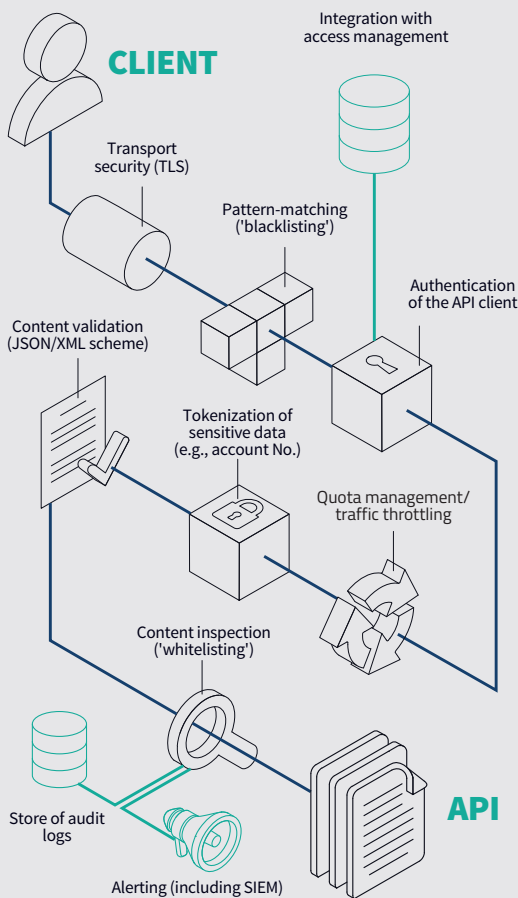 Integration with
access management
CLIENT
Transport
security (TLS)
Pattern-matching
('blacklisting')
Authentication
of the API client
Content validation
(JSON/XML scheme)
Tokenization of
sensitive data
(e.g., account No.)
Quota management/
traffic throttling
Content inspection
('whitelisting')
Store of audit
logs
API
Alerting (including SIEM)